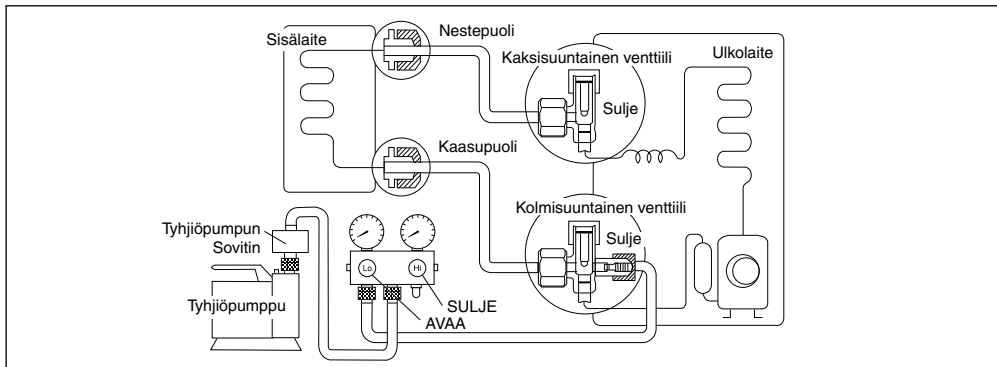 Sisälaite
Nestepuoli
Kaksisuuntainen venttiili
Ulkolaite
Sulje
Kaasupuoli
Kolmisuuntainen venttiili
Sulje
Tyhjiöpumpun
Sovitin
Lo
Hi
Tyhjiöpumppu
SULJE
AVAA